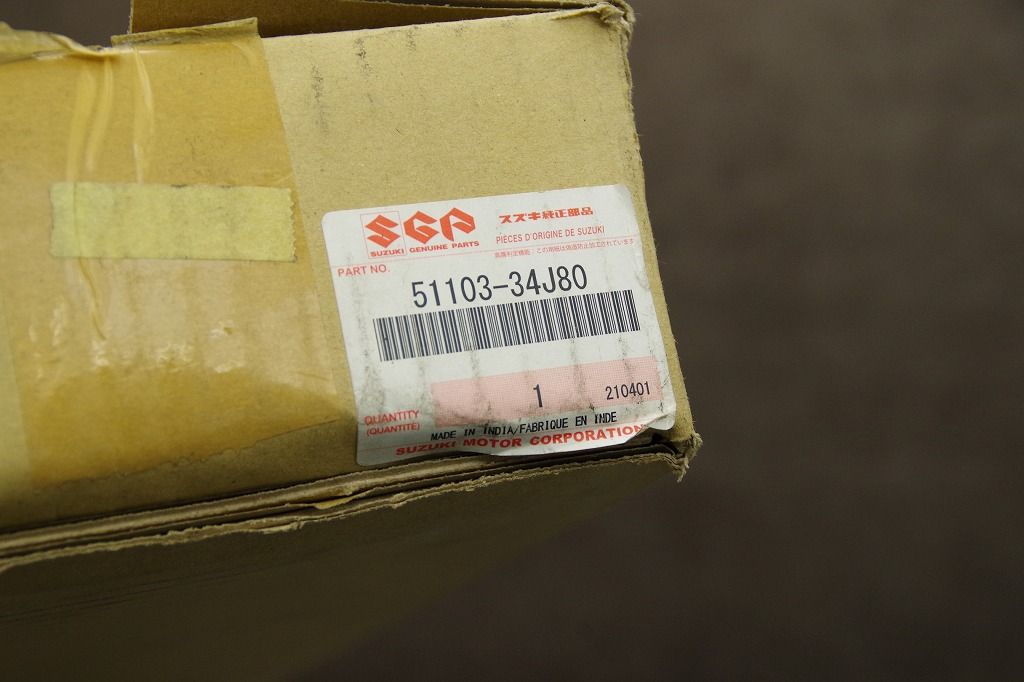 SGP
SUZUKI GENUINE PARTS
スズキ純正部品
PIECES D'ORIGINE DE SUZUKI
PART NO.
51103-34J80
1
210401
QUANTITY
(QUANTITÉ)
MADE IN INDIA/FABRIQUE EN INDE
SUZUKI MOTOR CORPORATION